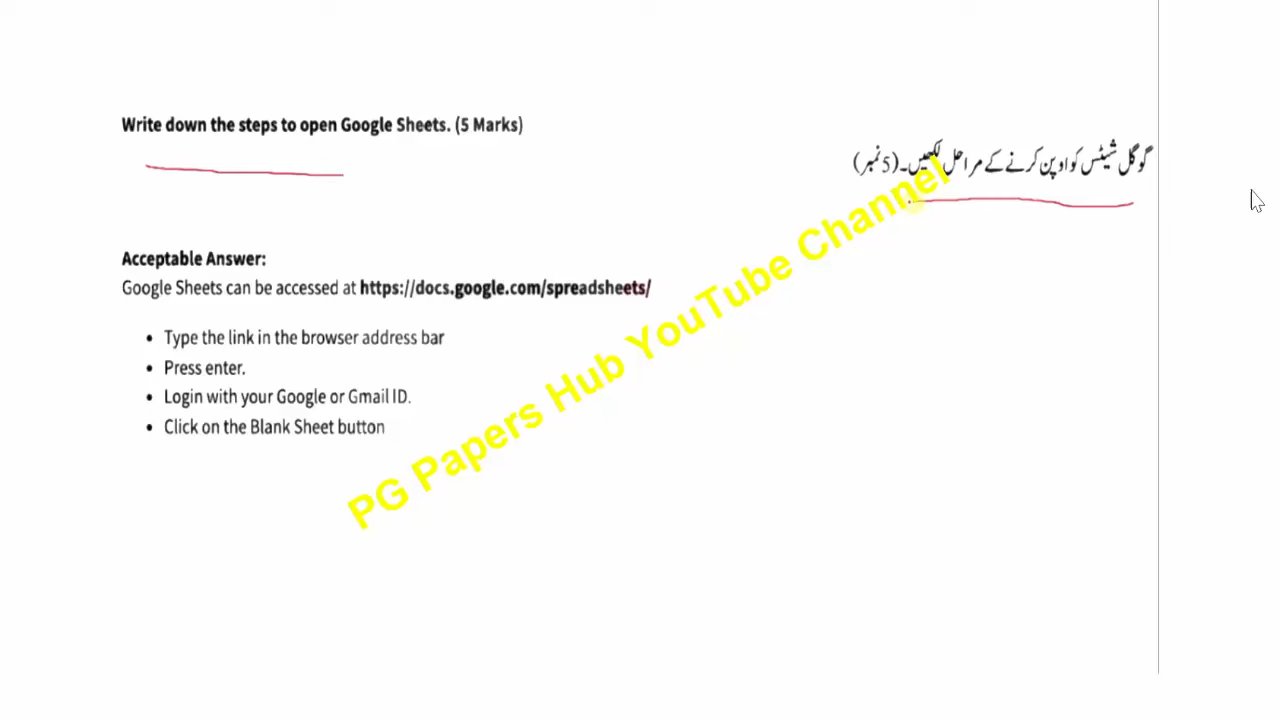 Write down the steps to open Google Sheets. (5 Marks)
گوگل شیٹس کو اوپن کرنے کے مراحل لکھیں۔ (5 نمبر)
Acceptable Answer:
Google Sheets can be accessed at https://docs.google.com/spreadsheets/
• Type the link in the browser address bar
• Press enter.
• Login with your Google or Gmail ID.
• Click on the Blank Sheet button
PG Papers Hub YouTube Channel